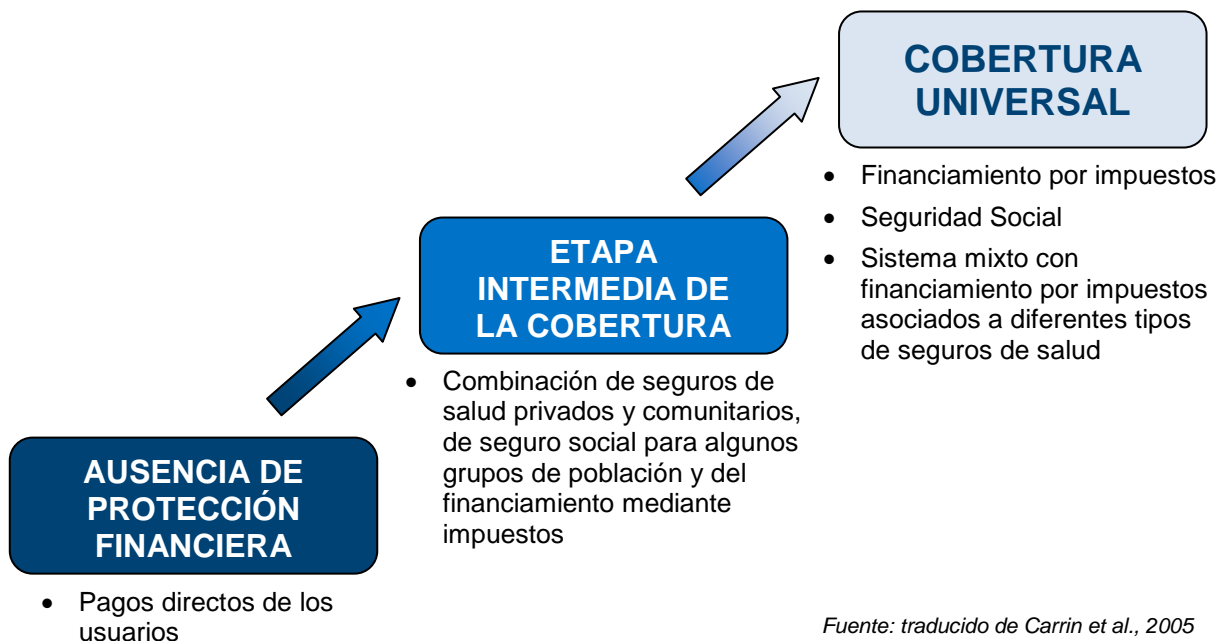 COBERTURA
UNIVERSAL
• Financiamiento por impuestos
• Seguridad Social
• Sistema mixto con
financiamiento por impuestos
asociados a diferentes tipos
de seguros de salud
ETAPA
INTERMEDIA DE
LA COBERTURA
• Combinación de seguros de
salud privados y comunitarios,
de seguro social para algunos
grupos de población y del
financiamiento mediante
impuestos
AUSENCIA DE
PROTECCIÓN
FINANCIERA
• Pagos directos de los
usuarios
Fuente: traducido de Carrin et al., 2005